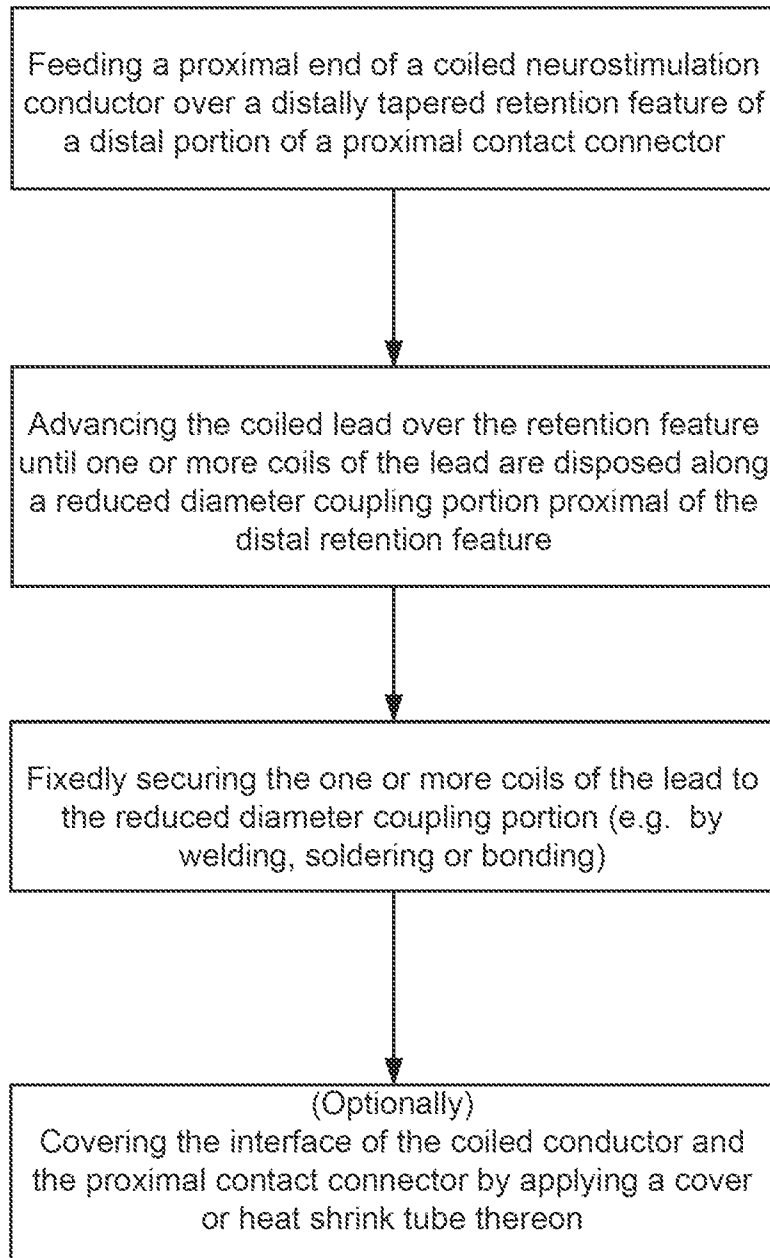 Feeding a proximal end of a coiled neurostimulation
conductor over a distally tapered retention feature of
a distal portion of a proximal contact connector
Advancing the coiled lead over the retention feature
until one or more coils of the lead are disposed along
a reduced diameter coupling portion proximal of the
distal retention feature
Fixedly securing the one or more coils of the lead to
the reduced diameter coupling portion (e.g. by
welding, soldering or bonding)
(Optionally)
Covering the interface of the coiled conductor and
the proximal contact connector by applying a cover
or heat shrink tube thereon